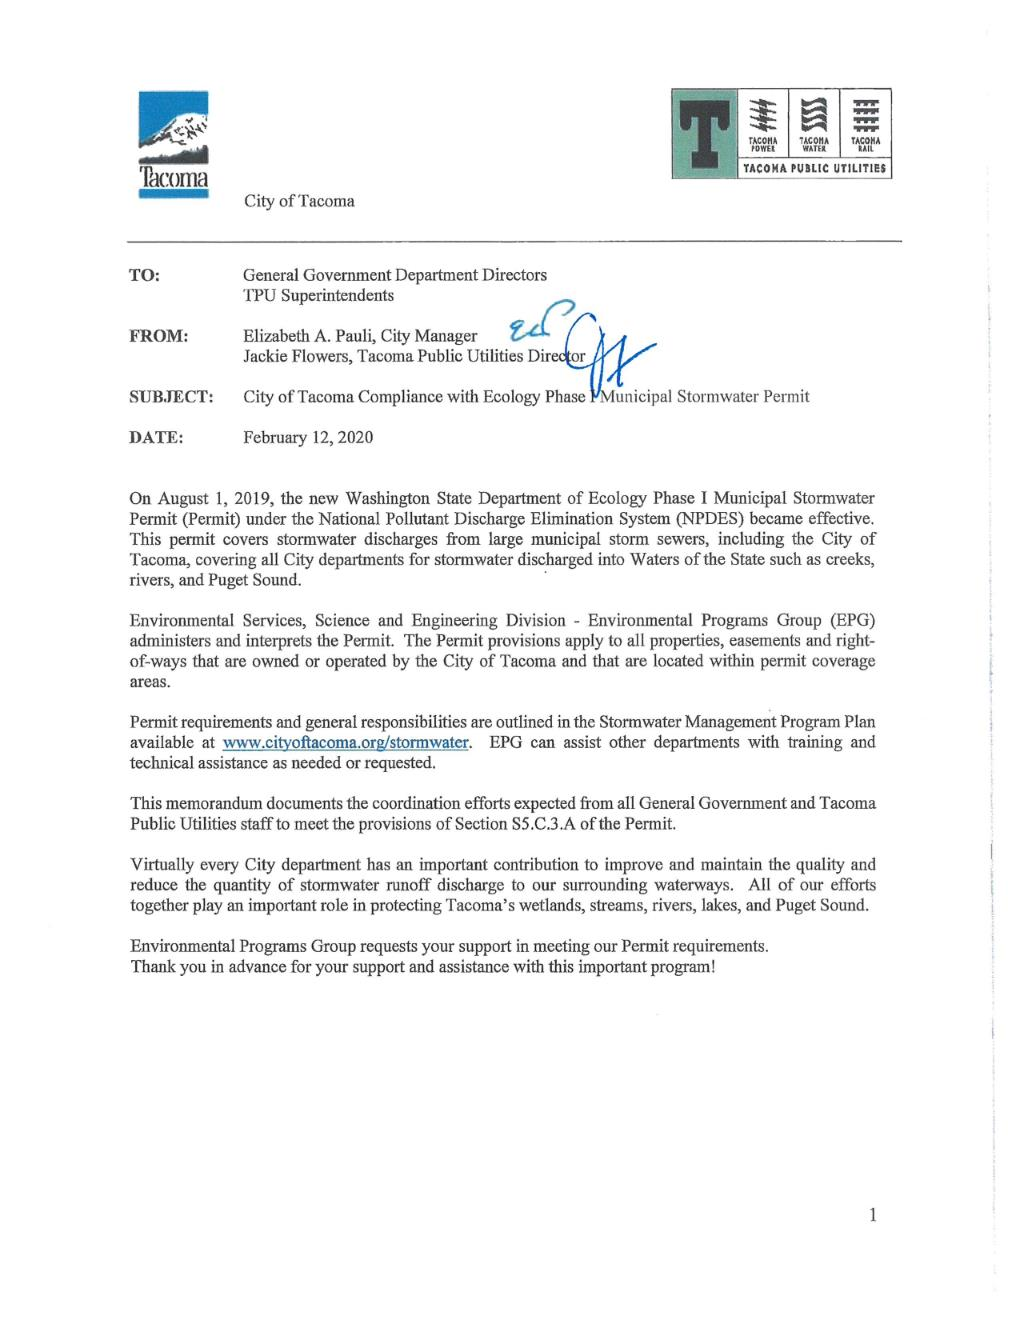 Tacoma
T
TACOMA POWER
TACOMA WATER
TACOMA RAIL
TACOMA PUBLIC UTILITIES
City of Tacoma
TO: General Government Department Directors
TPU Superintendents
FROM: Elizabeth A. Pauli, City Manager
Jackie Flowers, Tacoma Public Utilities Director
SUBJECT: City of Tacoma Compliance with Ecology Phase I Municipal Stormwater Permit
DATE: February 12, 2020
On August 1, 2019, the new Washington State Department of Ecology Phase I Municipal Stormwater
Permit (Permit) under the National Pollutant Discharge Elimination System (NPDES) became effective.
This permit covers stormwater discharges from large municipal storm sewers, including the City of
Tacoma, covering all City departments for stormwater discharged into Waters of the State such as creeks,
rivers, and Puget Sound.
Environmental Services, Science and Engineering Division - Environmental Programs Group (EPG)
administers and interprets the Permit. The Permit provisions apply to all properties, easements and right-
of-ways that are owned or operated by the City of Tacoma and that are located within permit coverage
areas.
Permit requirements and general responsibilities are outlined in the Stormwater Management Program Plan
available at www.cityoftacoma.org/stormwater. EPG can assist other departments with training and
technical assistance as needed or requested.
This memorandum documents the coordination efforts expected from all General Government and Tacoma
Public Utilities staff to meet the provisions of Section S5.C.3.A of the Permit.
Virtually every City department has an important contribution to improve and maintain the quality and
reduce the quantity of stormwater runoff discharge to our surrounding waterways. All of our efforts
together play an important role in protecting Tacoma's wetlands, streams, rivers, lakes, and Puget Sound.
Environmental Programs Group requests your support in meeting our Permit requirements.
Thank you in advance for your support and assistance with this important program!
1